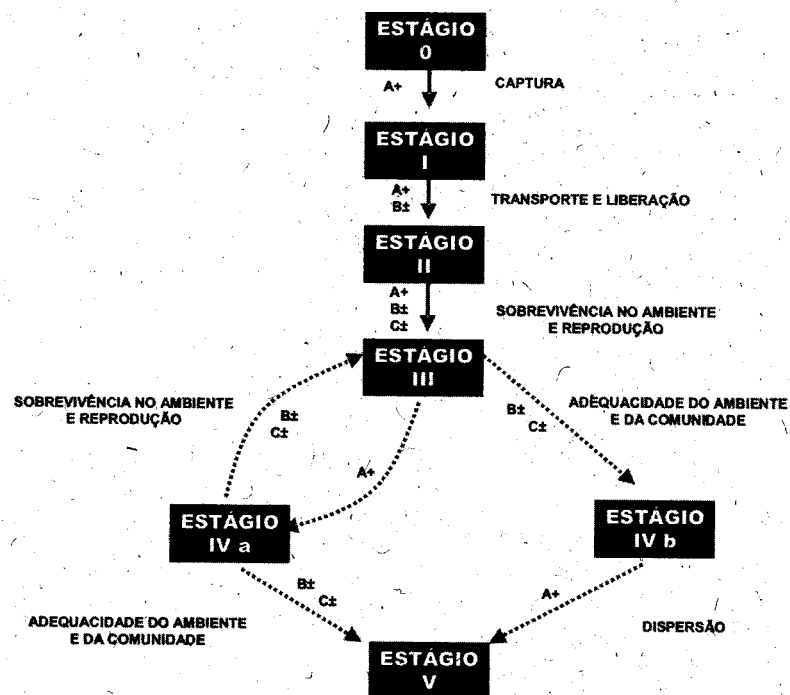 ESTÁGIO
0
A+
CAPTURA
ESTÁGIO
I
A+
B±
TRANSPORTE E LIBERAÇÃO
ESTÁGIO
II
A+
B±
C±
SOBREVIVÊNCIA NO AMBIENTE
E REPRODUÇÃO
ESTÁGIO
III
SOBREVIVÊNCIA NO AMBIENTE
E REPRODUÇÃO
B±
C±
A+
B±
C±
ADEQUACIDADE DO AMBIENTE
E DA COMUNIDADE
ESTÁGIO
IV a
ESTÁGIO
IV b
B±
C±
ADEQUACIDADE DO AMBIENTE
E DA COMUNIDADE
A+
DISPERSÃO
ESTÁGIO
V